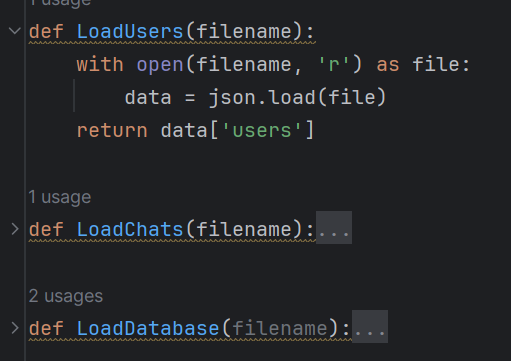 1 usage
def LoadUsers(filename):
with open(filename, 'r') as file:
data = json.load(file)
return data['users']
1 usage
def LoadChats(filename):...
2 usages
def LoadDatabase(filename):...